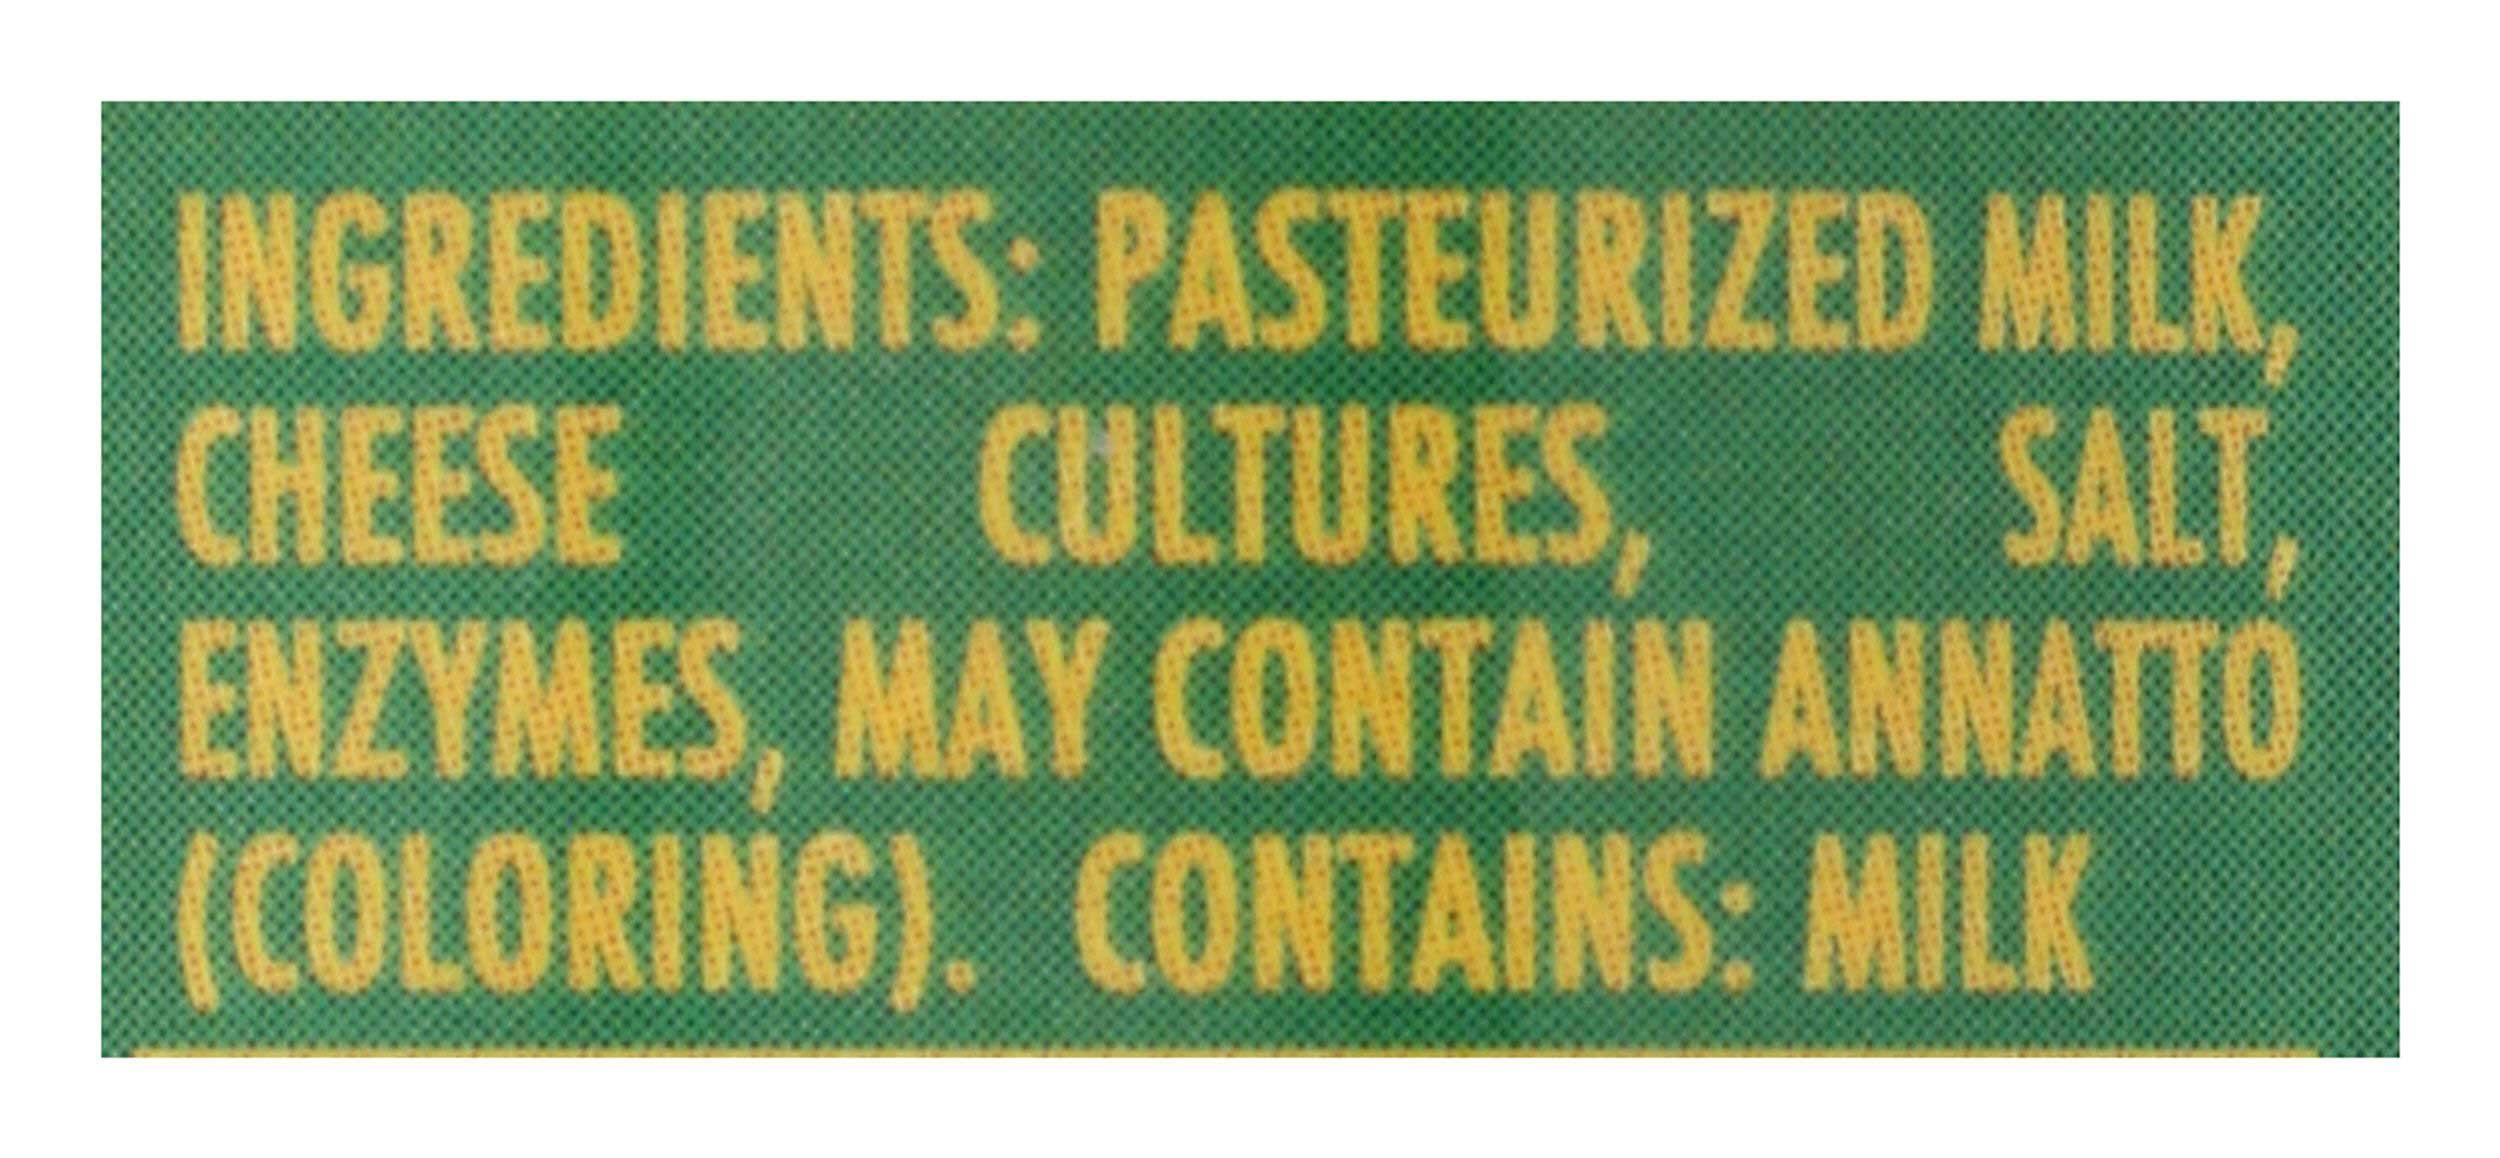 INGREDIENTS: PASTEURIZED MILK,
CHEESE CULTURES, SALT,
ENZYMES, MAY CONTAIN ANNATTO
(COLORING). CONTAINS: MILK